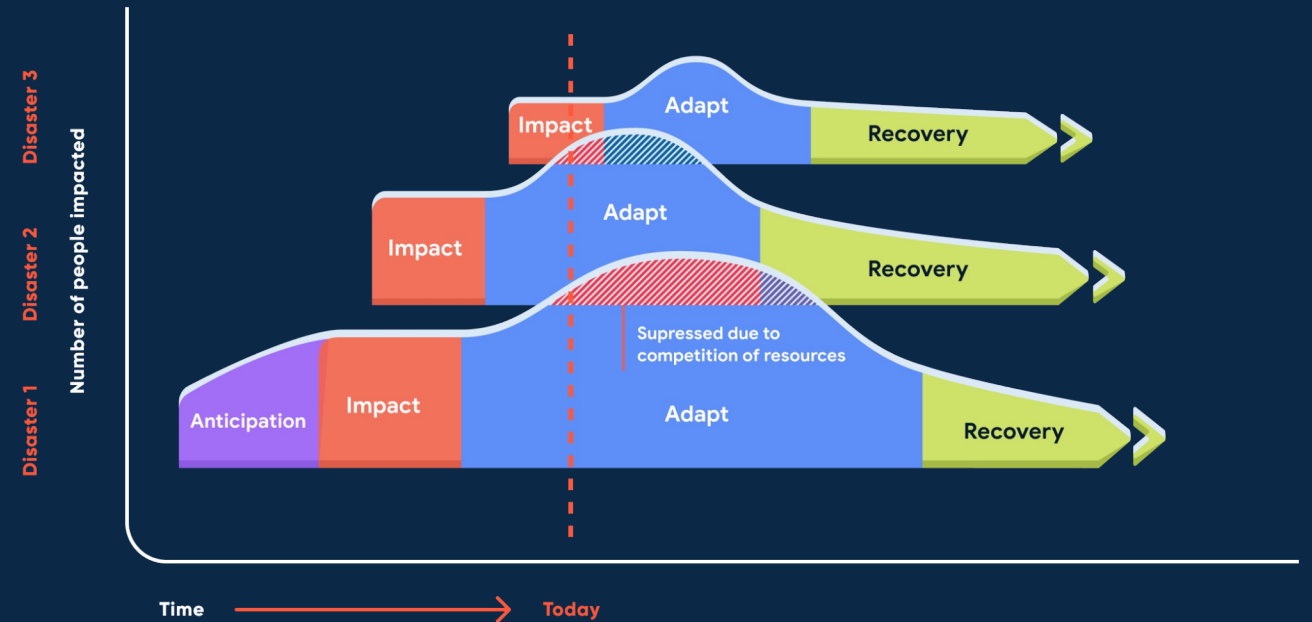 Disaster 3
Impact
Adapt
Recovery
Number of people impacted
Disaster 2
Impact
Adapt
Recovery
Supressed due to
competition of resources
Disaster 1
Anticipation
Impact
Adapt
Recovery
Time
Today